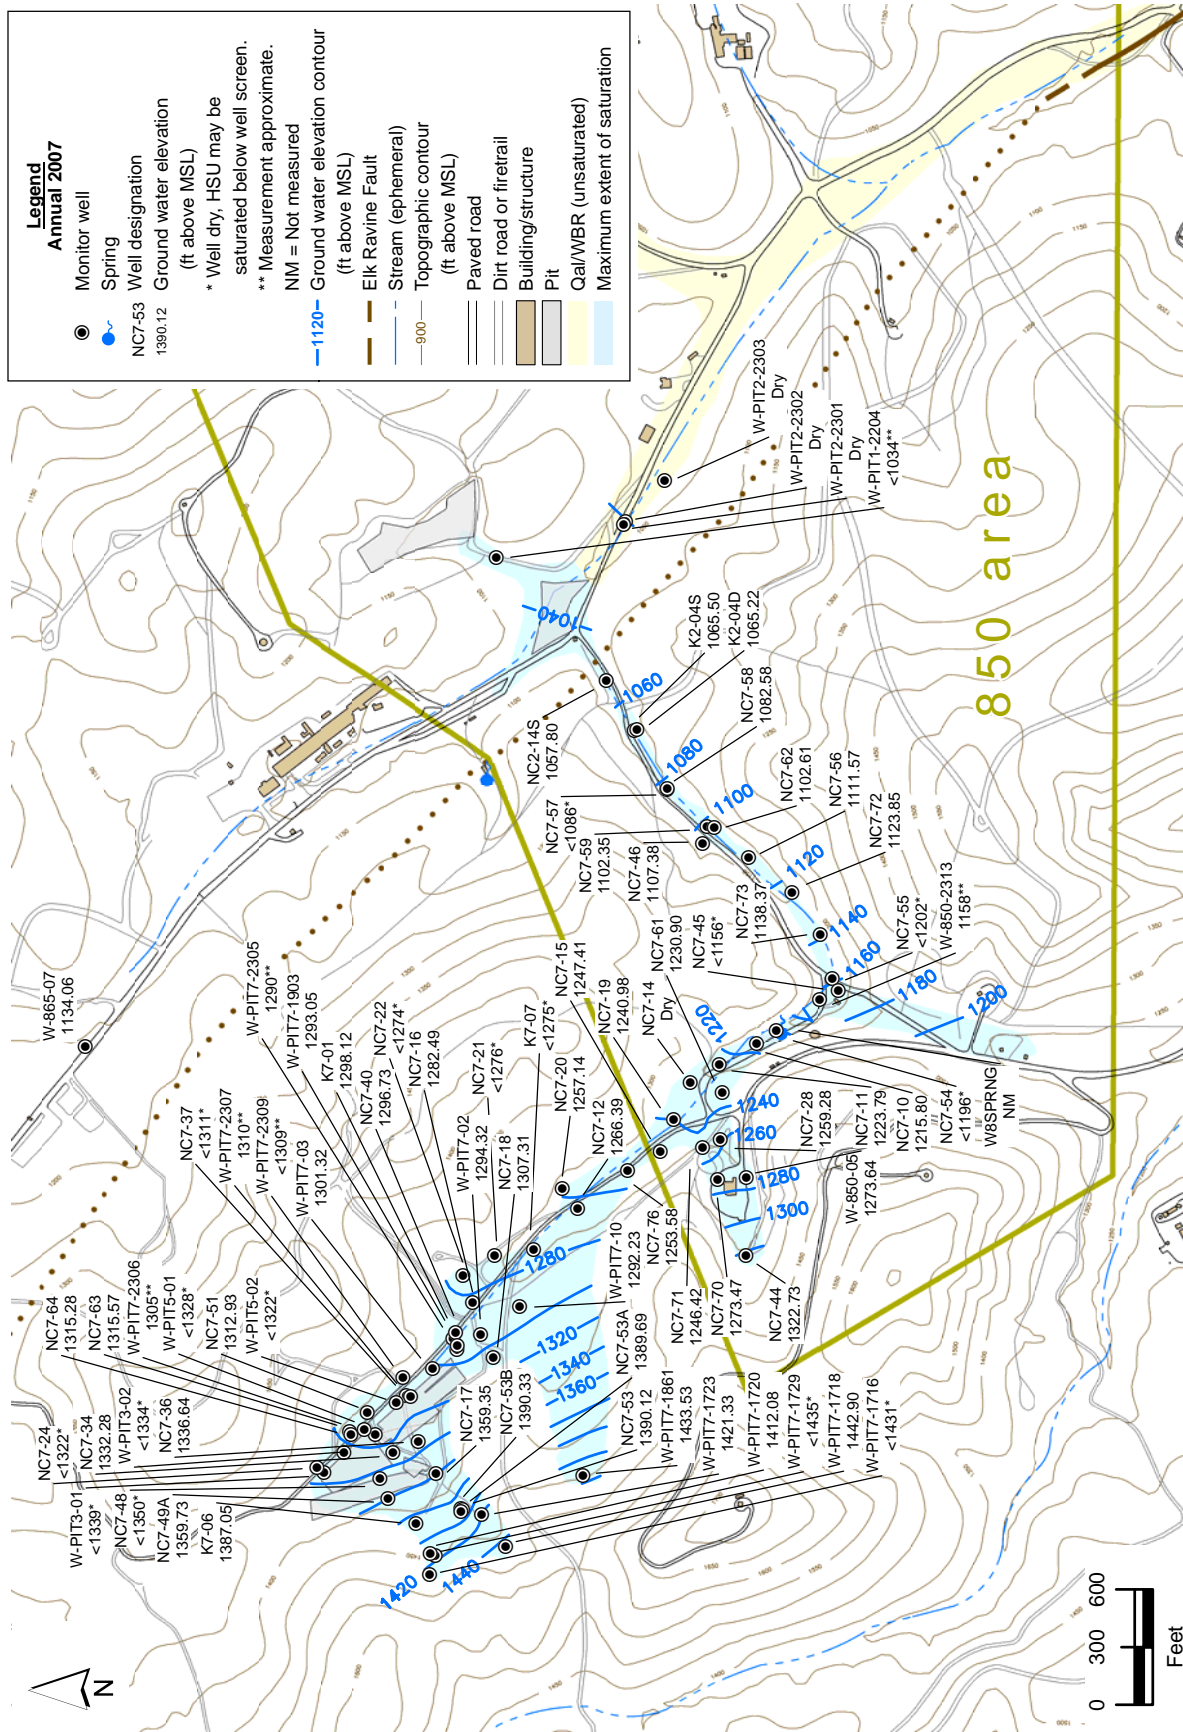 Legend
Annual 2007
Monitor well
Spring
NC7-53 Well designation
1390.12 Ground water elevation
(ft above MSL)
* Well dry, HSU may be
saturated below well screen.
** Measurement approximate.
NM = Not measured
1120 Ground water elevation contour
(ft above MSL)
Elk Ravine Fault
Stream (ephemeral)
900 Topographic contour
(ft above MSL)
Paved road
Dirt road or firetrail
Building/structure
Pit
Qal/WBR (unsaturated)
Maximum extent of saturation
N
0 300 600
Feet
850 area
W-865-07
1134.06
NC7-24
<1322*
NC7-34
1332.28
W-PIT3-02
<1334*
NC7-36
1336.64
W-PIT3-01
<1339*
NC7-48
<1350*
NC7-49A
1359.73
K7-06
1387.05
NC7-64
1315.28
NC7-63
1315.57
W-PIT7-2306
1305**
W-PIT5-01
<1328*
NC7-51
1312.93
W-PIT5-02
<1322*
NC7-37
<1311*
W-PIT7-2307
1310**
W-PIT7-2309
<1309**
W-PIT7-03
1301.32
W-PIT7-2305
1290**
W-PIT7-1903
1293.05
K7-01
1298.12
NC7-40
1296.73
NC7-22
<1274*
NC7-16
1282.49
W-PIT7-02
1294.32
NC7-21
<1276*
NC7-18
1307.31
K7-07
<1275*
NC7-20
1257.14
NC7-12
1266.39
NC7-15
1247.41
NC7-19
1240.98
NC7-14
Dry
NC7-61
1230.90
NC7-45
<1156*
NC7-73
1138.37
NC7-46
1107.38
NC7-59
1102.35
NC7-57
<1086*
NC2-14S
1057.80
K2-04S
1065.50
K2-04D
1065.22
NC7-58
1082.58
NC7-62
1102.61
NC7-56
1111.57
NC7-72
1123.85
NC7-55
<1202*
W-850-2313
1158**
W-PIT2-2303
Dry
W-PIT2-2302
Dry
W-PIT2-2301
Dry
W-PIT1-2204
<1034**
NC7-17
1359.35
NC7-53B
1390.33
NC7-53A
1389.69
NC7-53
1390.12
W-PIT7-10
1292.23
NC7-76
1253.58
NC7-71
1246.42
NC7-70
1273.47
NC7-44
1322.73
W-850-05
1273.64
NC7-28
1259.28
NC7-11
1223.79
NC7-10
1215.80
NC7-54
<1196*
W8SPRNG
NM
W-PIT7-1861
1433.53
W-PIT7-1723
1421.33
W-PIT7-1720
1412.08
W-PIT7-1729
<1435*
W-PIT7-1718
1442.90
W-PIT7-1716
<1431*
1420
1440
1360
1340
1320
1280
1300
1280
1260
1240
1220
1200
1180
1160
1140
1120
1100
1080
1060
1040